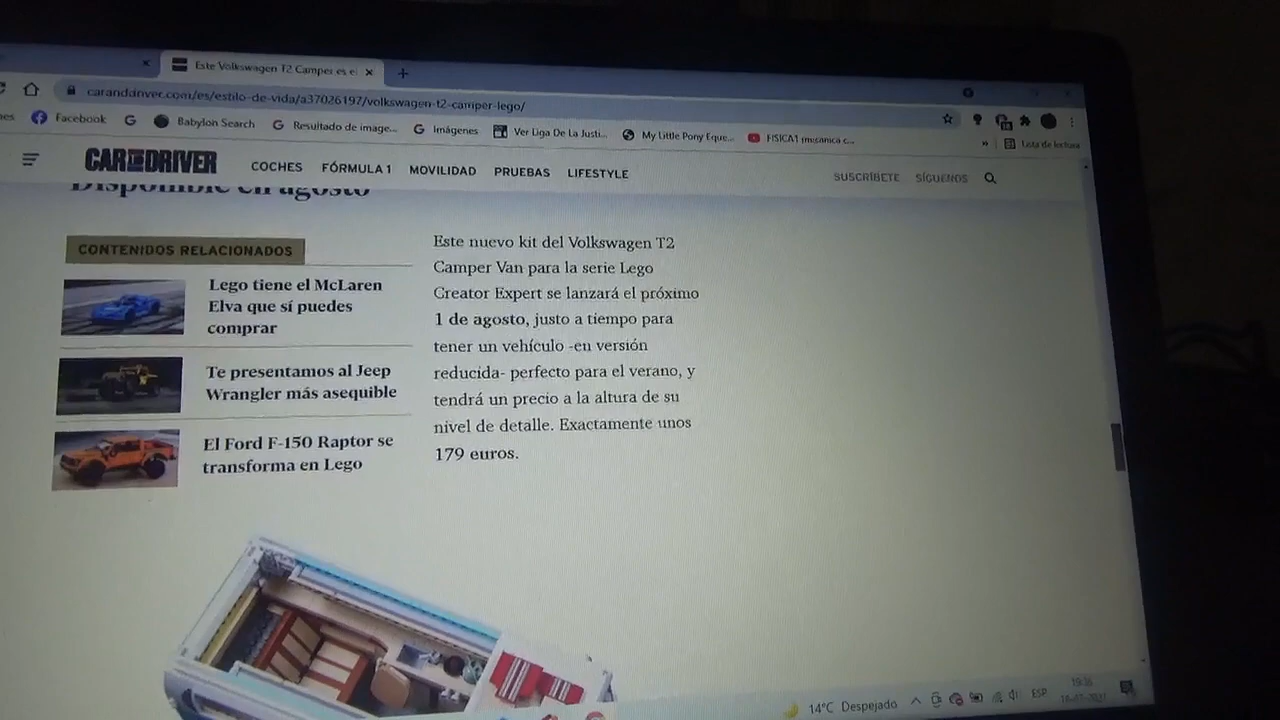 Este Volkswagen T2 Camper es e
caranddriver.com/es/estilo-de-vida/a37026197/volkswagen-t2-camper-lego/
Facebook
Babylon Search
Resultado de image...
Imágenes
Ver Liga De La Justi...
My Little Pony Eque...
FISICA1 (mecanica c...
»
Lista de lectura
CAR AND DRIVER
COCHES FÓRMULA 1 MOVILIDAD PRUEBAS LIFESTYLE
SUSCRÍBETE SÍGUENOS
Disponible en agosto
CONTENIDOS RELACIONADOS
Lego tiene el McLaren
Elva que sí puedes
comprar
Te presentamos al Jeep
Wrangler más asequible
El Ford F-150 Raptor se
transforma en Lego
Este nuevo kit del Volkswagen T2
Camper Van para la serie Lego
Creator Expert se lanzará el próximo
1 de agosto, justo a tiempo para
tener un vehículo -en versión
reducida- perfecto para el verano, y
tendrá un precio a la altura de su
nivel de detalle. Exactamente unos
179 euros.
14°C Despejado
ESP